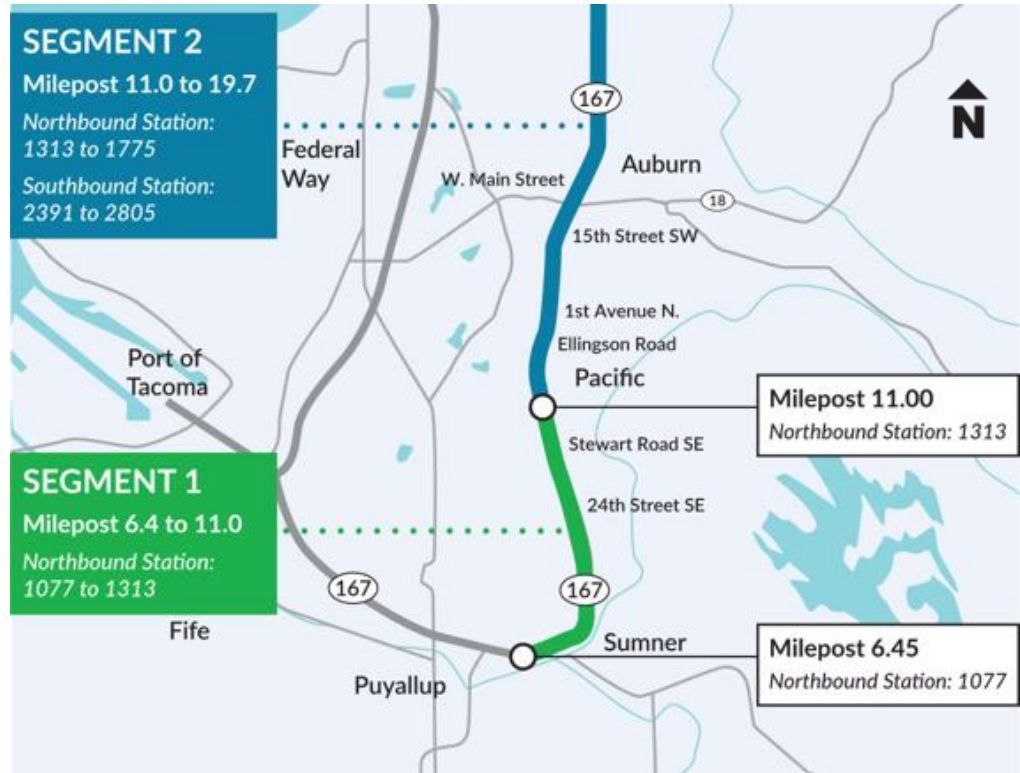 SEGMENT 2
Milepost 11.0 to 19.7
Northbound Station:
1313 to 1775
Southbound Station:
2391 to 2805
167
N
Federal
Way
Auburn
W. Main Street
18
15th Street SW
1st Avenue N.
Ellingson Road
Port of
Tacoma
Pacific
Milepost 11.00
Northbound Station: 1313
Stewart Road SE
SEGMENT 1
Milepost 6.4 to 11.0
Northbound Station:
1077 to 1313
24th Street SE
167
167
Fife
Sumner
Milepost 6.45
Northbound Station: 1077
Puyallup